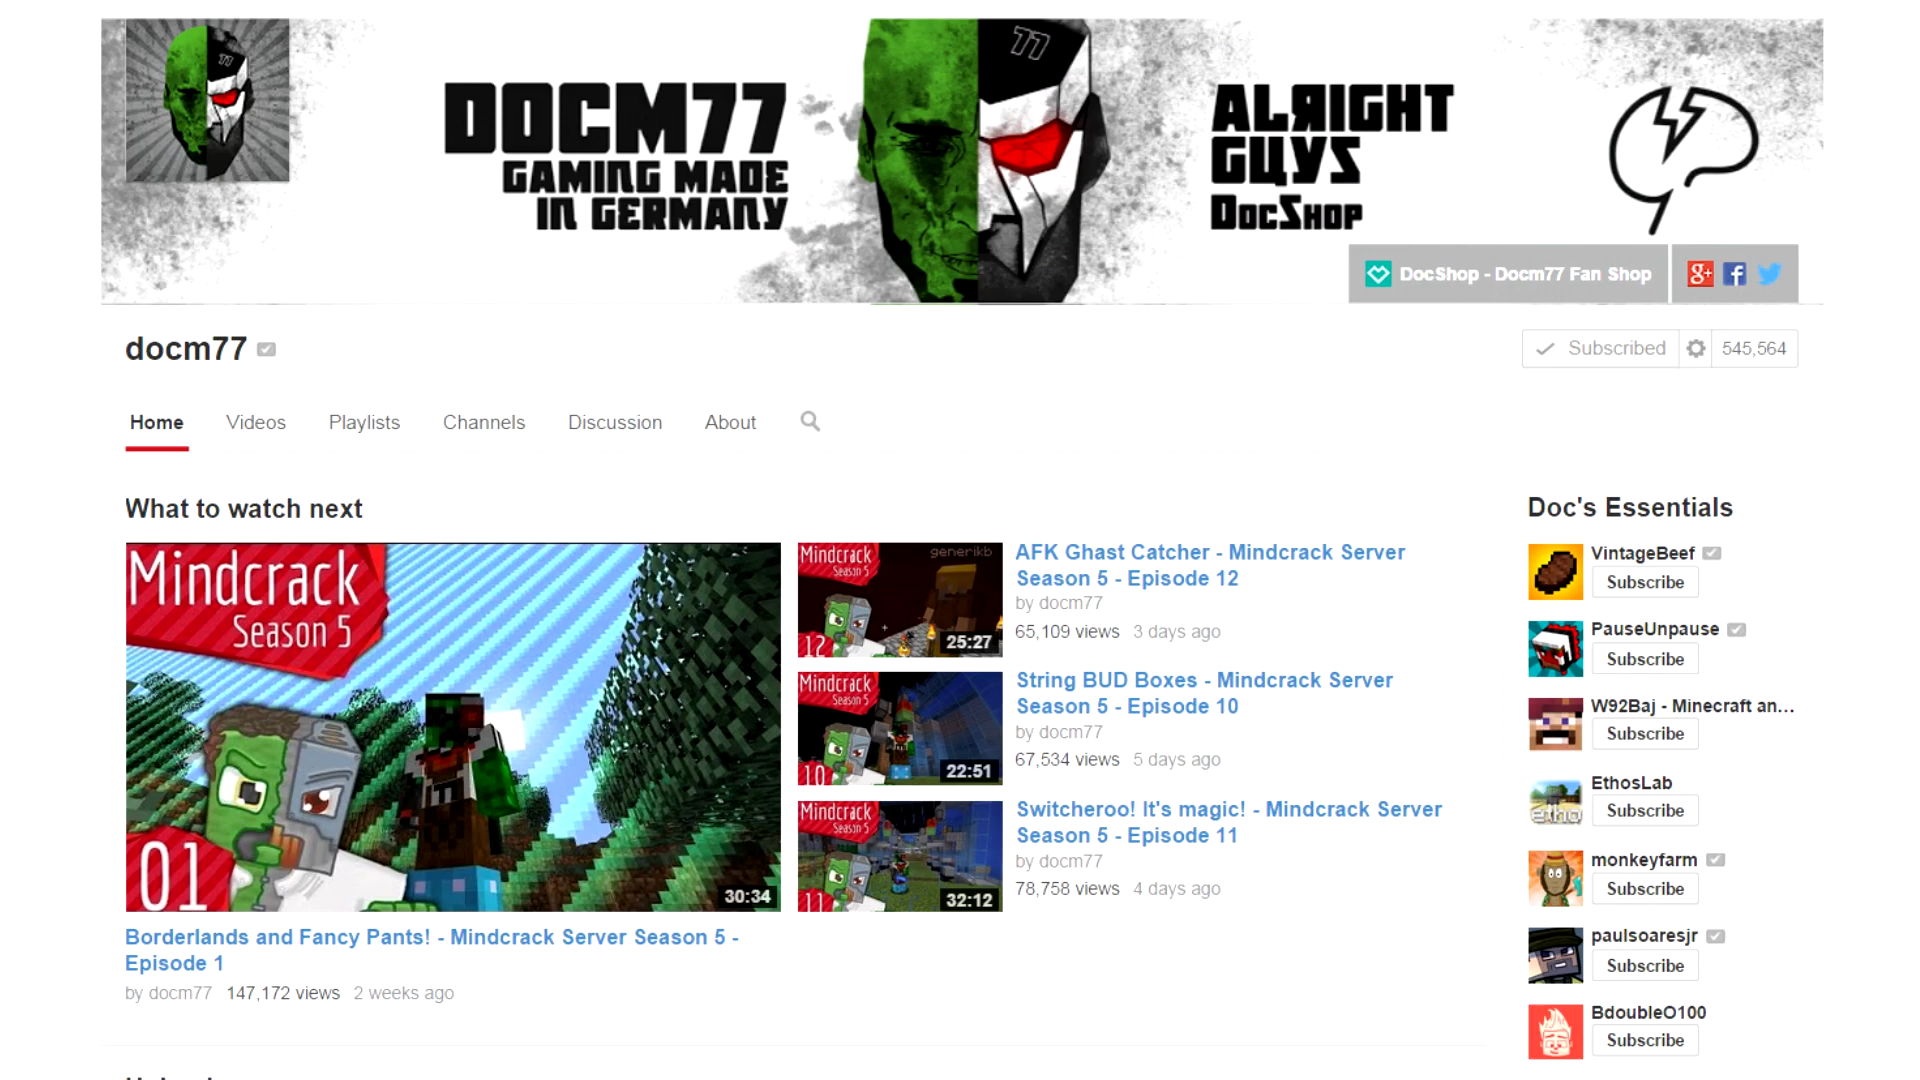 77
77
DOCM77
GAMING MADE
IN GERMANY
ALRIGHT
GUYS
DOCSHOP
DocShop - Docm77 Fan Shop
docm77
Subscribed
545,564
Home
Videos
Playlists
Channels
Discussion
About
What to watch next
Mindcrack
Season 5
01
30:34
Borderlands and Fancy Pants! - Mindcrack Server Season 5 -
Episode 1
by docm77 147,172 views 2 weeks ago
Mindcrack
Season 5
generikb
12
25:27
AFK Ghast Catcher - Mindcrack Server
Season 5 - Episode 12
by docm77
65,109 views 3 days ago
Mindcrack
Season 5
10
22:51
String BUD Boxes - Mindcrack Server
Season 5 - Episode 10
by docm77
67,534 views 5 days ago
Mindcrack
Season 5
11
32:12
Switcheroo! It's magic! - Mindcrack Server
Season 5 - Episode 11
by docm77
78,758 views 4 days ago
Doc's Essentials
VintageBeef
Subscribe
PauseUnpause
Subscribe
W92Baj - Minecraft an...
Subscribe
EthosLab
etho
Subscribe
monkeyfarm
Subscribe
paulsoaresjr
Subscribe
BdoubleO100
Subscribe